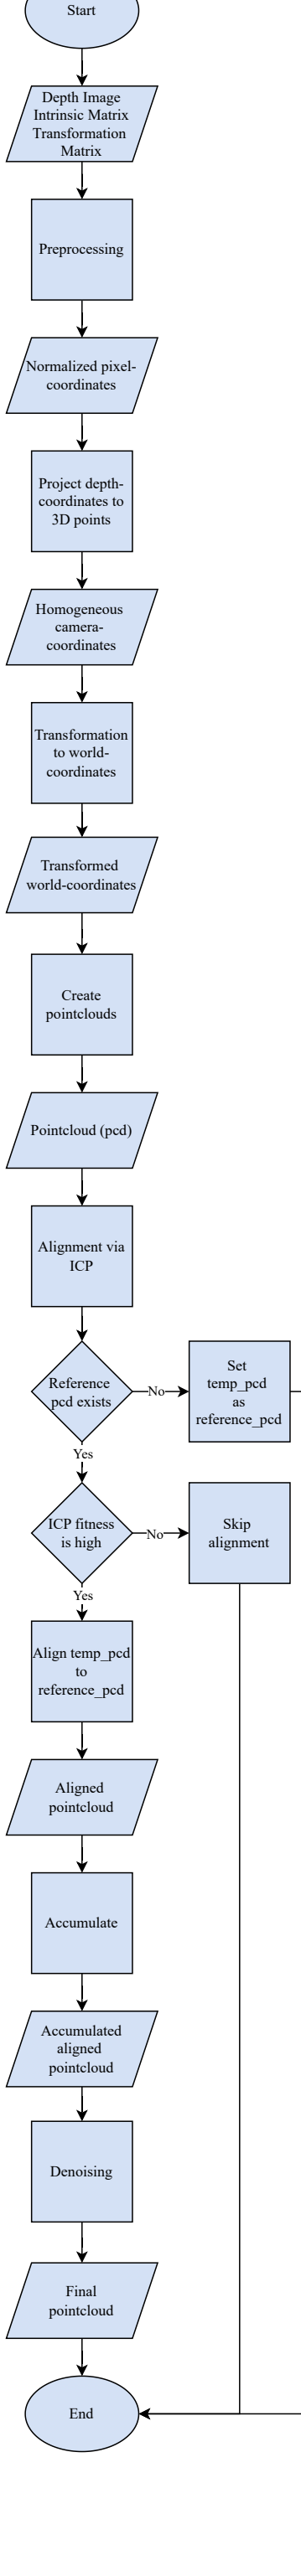 Start
Depth Image
Intrinsic Matrix
Transformation
Matrix
Preprocessing
Normalized pixel-
coordinates
Project depth-
coordinates to
3D points
Homogeneous
camera-
coordinates
Transformation
to world-
coordinates
Transformed
world-coordinates
Create
pointclouds
Pointcloud (pcd)
Alignment via
ICP
Reference
pcd exists
No
Set
temp_pcd
as
reference_pcd
Yes
ICP fitness
is high
No
Skip
alignment
Yes
Align temp_pcd
to
reference_pcd
Aligned
pointcloud
Accumulate
Accumulated
aligned
pointcloud
Denoising
Final
pointcloud
End